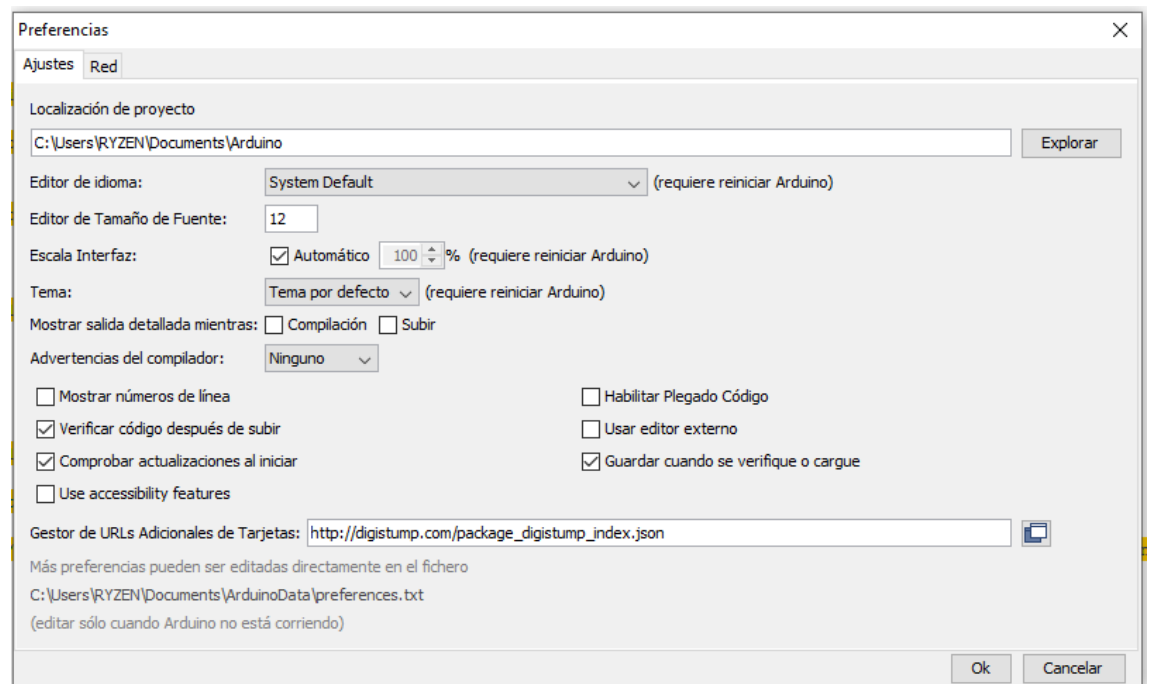 Preferencias
Ajustes Red
Localización de proyecto
C:\Users\RYZEN\Documents\Arduino Explorar
Editor de idioma: System Default (requiere reiniciar Arduino)
Editor de Tamaño de Fuente: 12
Escala Interfaz: Automático 100 % (requiere reiniciar Arduino)
Tema: Tema por defecto (requiere reiniciar Arduino)
Mostrar salida detallada mientras: Compilación Subir
Advertencias del compilador: Ninguno
Mostrar números de línea Habilitar Plegado Código
Verificar código después de subir Usar editor externo
Comprobar actualizaciones al iniciar Guardar cuando se verifique o cargue
Use accessibility features
Gestor de URLs Adicionales de Tarjetas: http://digistump.com/package_digistump_index.json
Más preferencias pueden ser editadas directamente en el fichero
C:\Users\RYZEN\Documents\ArduinoData\preferences.txt
(editar sólo cuando Arduino no está corriendo)
Ok Cancelar